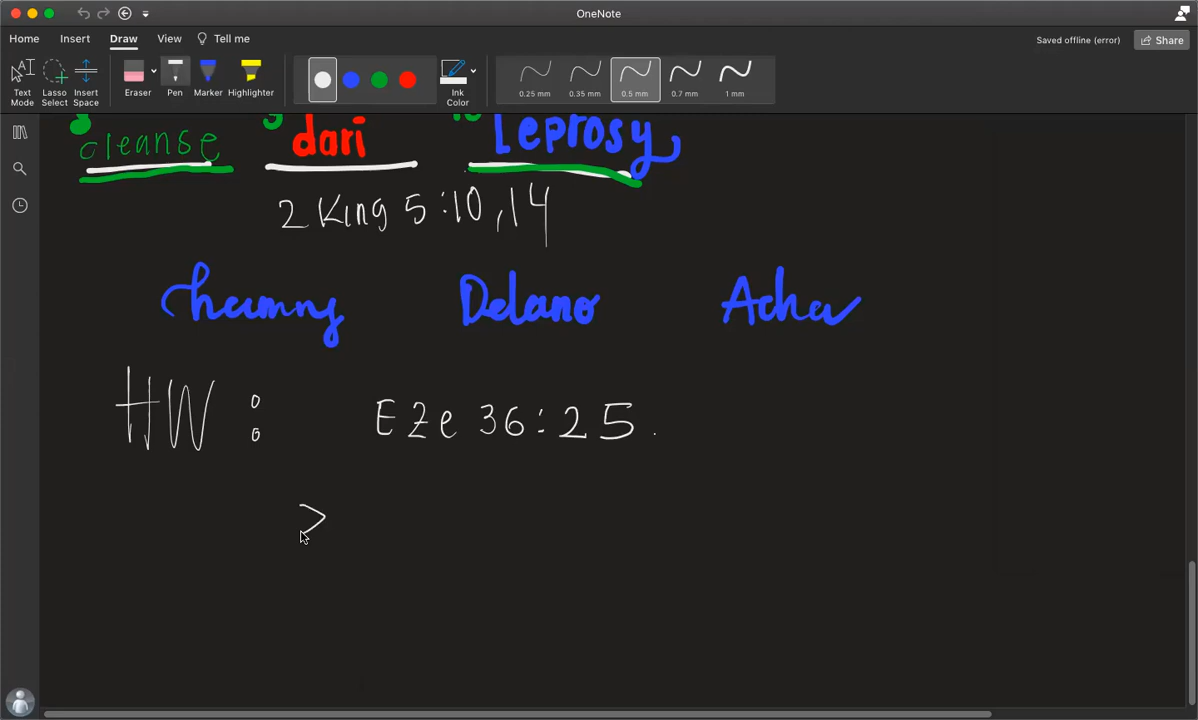 OneNote
Home Insert Draw View Tell me
Saved offline (error) Share
Text Mode
Lasso Select
Insert Space
Eraser
Pen
Marker
Highlighter
Ink Color
0.25 mm
0.35 mm
0.5 mm
0.7 mm
1 mm
cleanse dari Leprosy
2 King 5:10,14
Delano
HW : Eze 36:25.
>